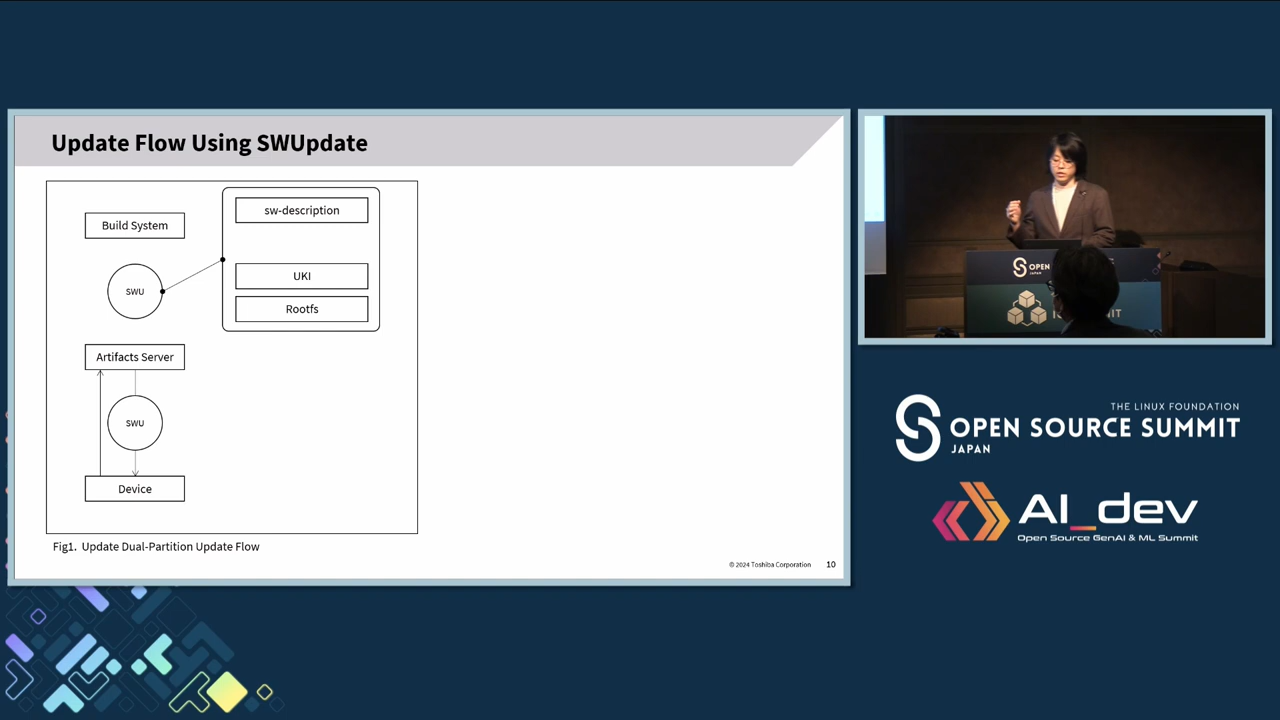 Update Flow Using SWUpdate
Build System
sw-description
UKI
SWU
Rootfs
Artifacts Server
SWU
Device
Fig1. Update Dual-Partition Update Flow
© 2024 Toshiba Corporation
10
OPEN
THE LINUX FOUNDATION
OPEN SOURCE SUMMIT
JAPAN
AI_dev
Open Source GenAI & ML Summit